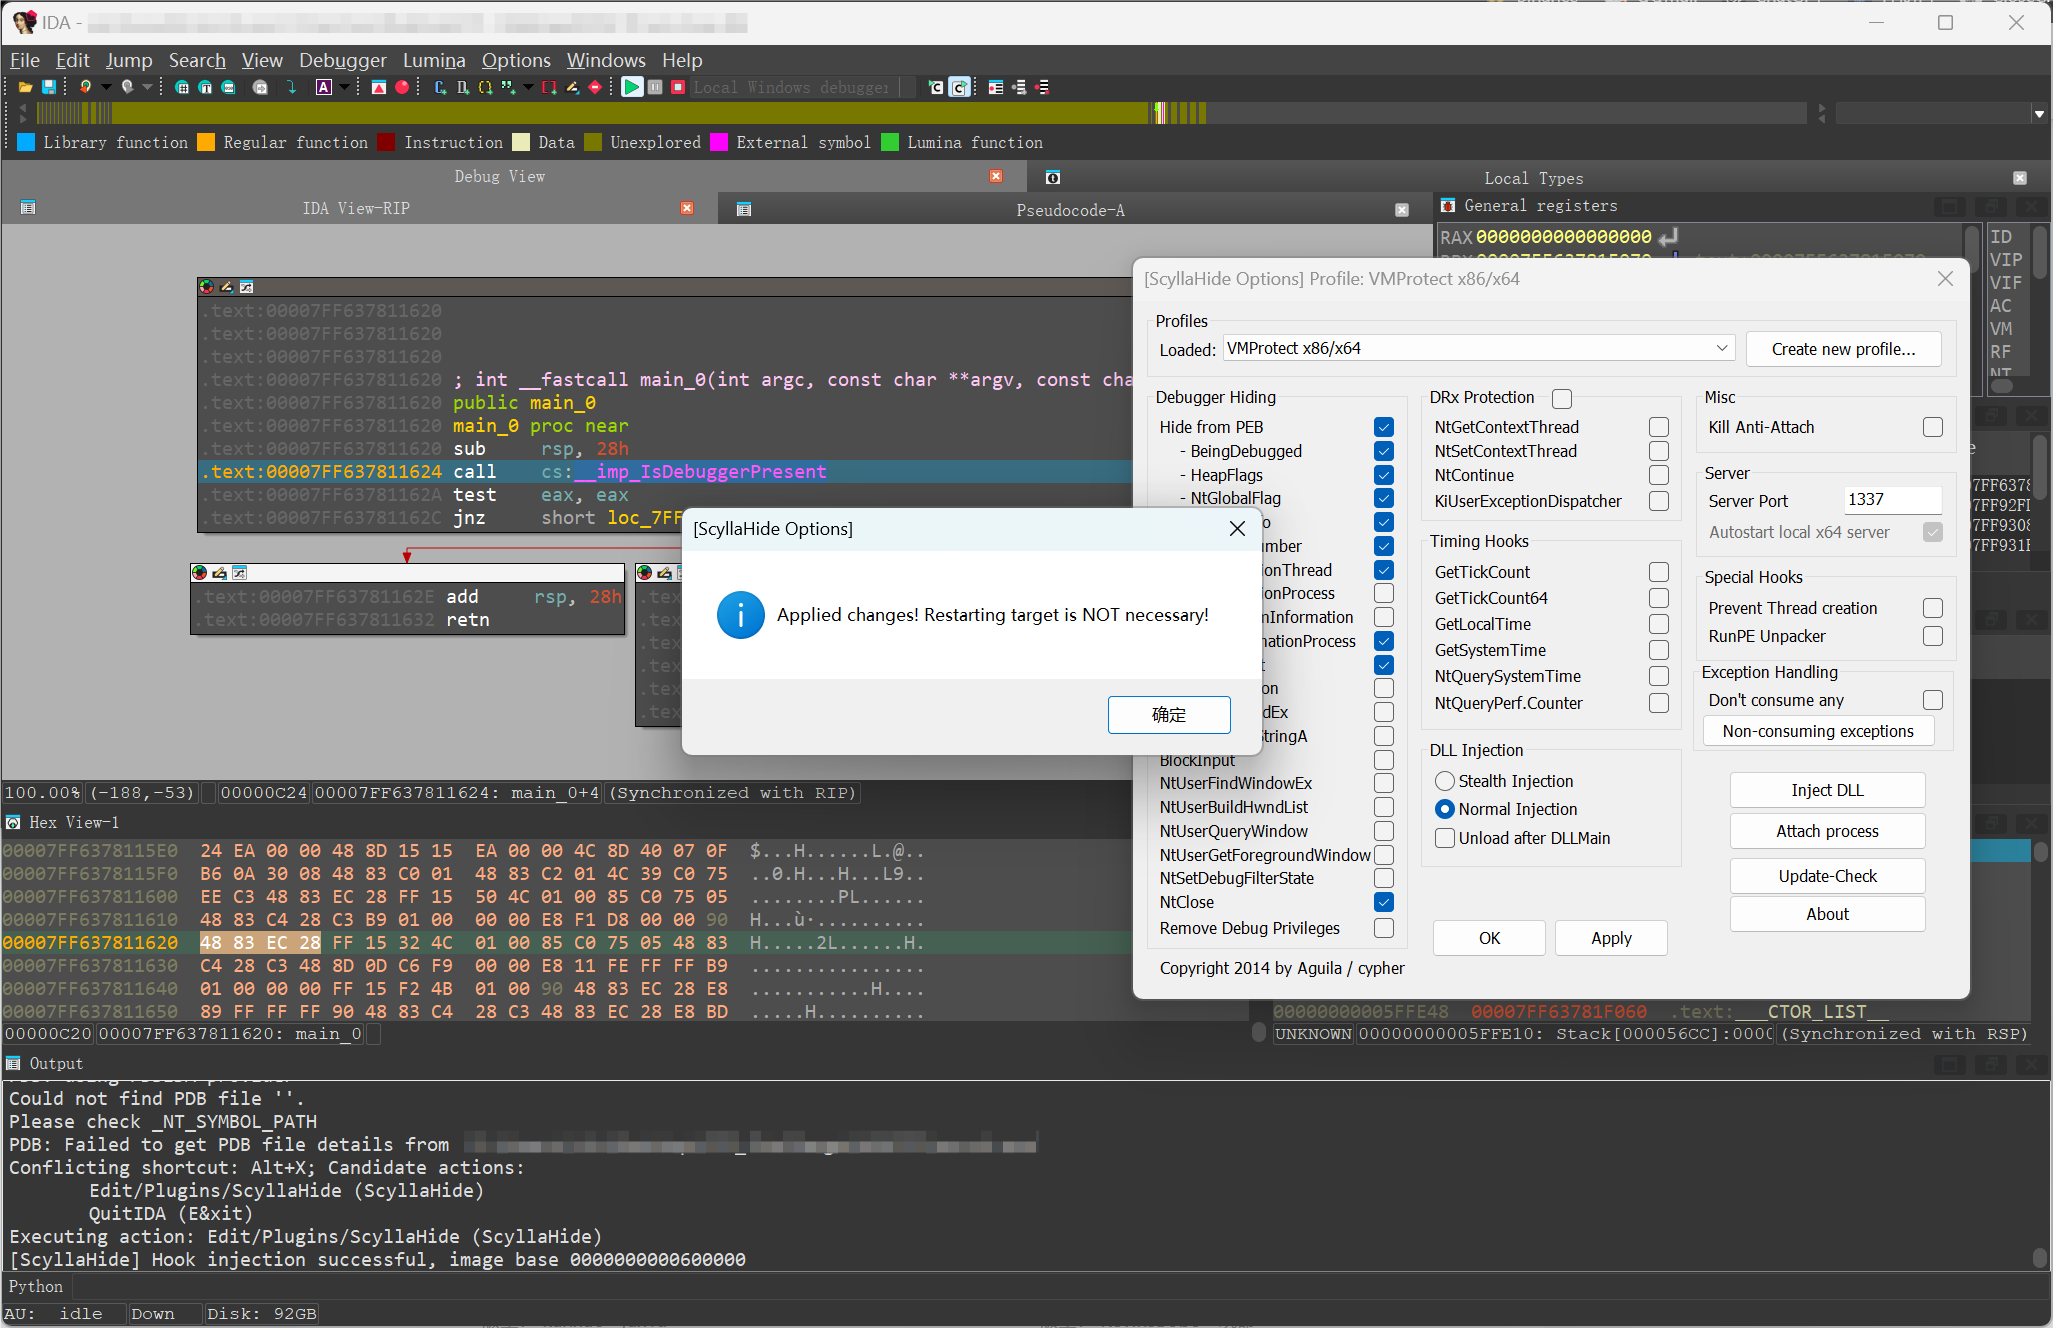 IDA -
File Edit Jump Search View Debugger Lumina Options Windows Help
Local Windows debugger
Library function Regular function Instruction Data Unexplored External symbol Lumina function
Debug View
Local Types
IDA View-RIP
Pseudocode-A
General registers
RAX 0000000000000000
ID
VIP
VIF
AC
VM
RF
NT
.text:00007FF637811620
.text:00007FF637811620
.text:00007FF637811620
.text:00007FF637811620 ; int __fastcall main_0(int argc, const char **argv, const cha
.text:00007FF637811620 public main_0
.text:00007FF637811620 main_0 proc near
.text:00007FF637811620 sub rsp, 28h
.text:00007FF637811624 call cs:__imp_IsDebuggerPresent
.text:00007FF63781162A test eax, eax
.text:00007FF63781162C jnz short loc_7FF
.text:00007FF63781162E add rsp, 28h
.text:00007FF637811632 retn
[ScyllaHide Options]
Applied changes! Restarting target is NOT necessary!
确定
[ScyllaHide Options] Profile: VMProtect x86/x64
Profiles
Loaded: VMProtect x86/x64
Create new profile...
Debugger Hiding
Hide from PEB
- BeingDebugged
- HeapFlags
- NtGlobalFlag
o
umber
onThread
onProcess
nInformation
nationProcess
t
on
dEx
StringA
BlockInput
NtUserFindWindowEx
NtUserBuildHwndList
NtUserQueryWindow
NtUserGetForegroundWindow
NtSetDebugFilterState
NtClose
Remove Debug Privileges
Copyright 2014 by Aguila / cypher
DRx Protection
NtGetContextThread
NtSetContextThread
NtContinue
KiUserExceptionDispatcher
Timing Hooks
GetTickCount
GetTickCount64
GetLocalTime
GetSystemTime
NtQuerySystemTime
NtQueryPerf.Counter
DLL Injection
Stealth Injection
Normal Injection
Unload after DLLMain
OK
Apply
Misc
Kill Anti-Attach
Server
Server Port 1337
Autostart local x64 server
Special Hooks
Prevent Thread creation
RunPE Unpacker
Exception Handling
Don't consume any
Non-consuming exceptions
Inject DLL
Attach process
Update-Check
About
100.00% (-188,-53) 00000C24 00007FF637811624: main_0+4 (Synchronized with RIP)
Hex View-1
00007FF6378115E0 24 EA 00 00 48 8D 15 15 EA 00 00 4C 8D 40 07 0F $...H......L.@..
00007FF6378115F0 B6 0A 30 08 48 83 C0 01 48 83 C2 01 4C 39 C0 75 ..0.H...H...L9..
00007FF637811600 EE C3 48 83 EC 28 FF 15 50 4C 01 00 85 C0 75 05 ........PL......
00007FF637811610 48 83 C4 28 C3 B9 01 00 00 00 E8 F1 D8 00 00 90 H...ù·..........
00007FF637811620 48 83 EC 28 FF 15 32 4C 01 00 85 C0 75 05 48 83 H.....2L......H.
00007FF637811630 C4 28 C3 48 8D 0D C6 F9 00 00 E8 11 FE FF FF B9 ................
00007FF637811640 01 00 00 00 FF 15 F2 4B 01 00 90 48 83 EC 28 E8 ...........H....
00007FF637811650 89 FF FF FF 90 48 83 C4 28 C3 48 83 EC 28 E8 BD .....H..........
00000C20 00007FF637811620: main_0
00000000005FFE48 00007FF63781F060 .text:___CTOR_LIST__
UNKNOWN 00000000005FFE10: Stack[000056CC]:0000 (Synchronized with RSP)
Output
Could not find PDB file ''.
Please check _NT_SYMBOL_PATH
PDB: Failed to get PDB file details from
Conflicting shortcut: Alt+X; Candidate actions:
Edit/Plugins/ScyllaHide (ScyllaHide)
QuitIDA (E&xit)
Executing action: Edit/Plugins/ScyllaHide (ScyllaHide)
[ScyllaHide] Hook injection successful, image base 0000000000600000
Python
AU: idle Down Disk: 92GB